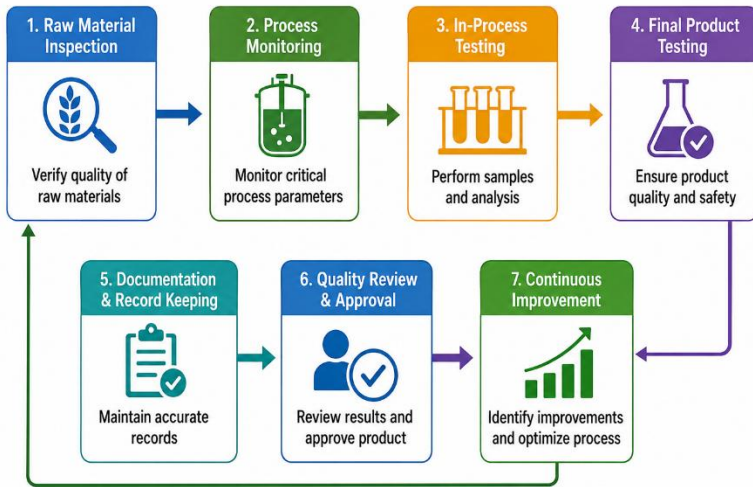 1. Raw Material
Inspection
Verify quality of
raw materials
2. Process
Monitoring
Monitor critical
process parameters
3. In-Process
Testing
Perform samples
and analysis
4. Final Product
Testing
Ensure product
quality and safety
5. Documentation
& Record Keeping
Maintain accurate
records
6. Quality Review
& Approval
Review results and
approve product
7. Continuous
Improvement
Identify improvements
and optimize process